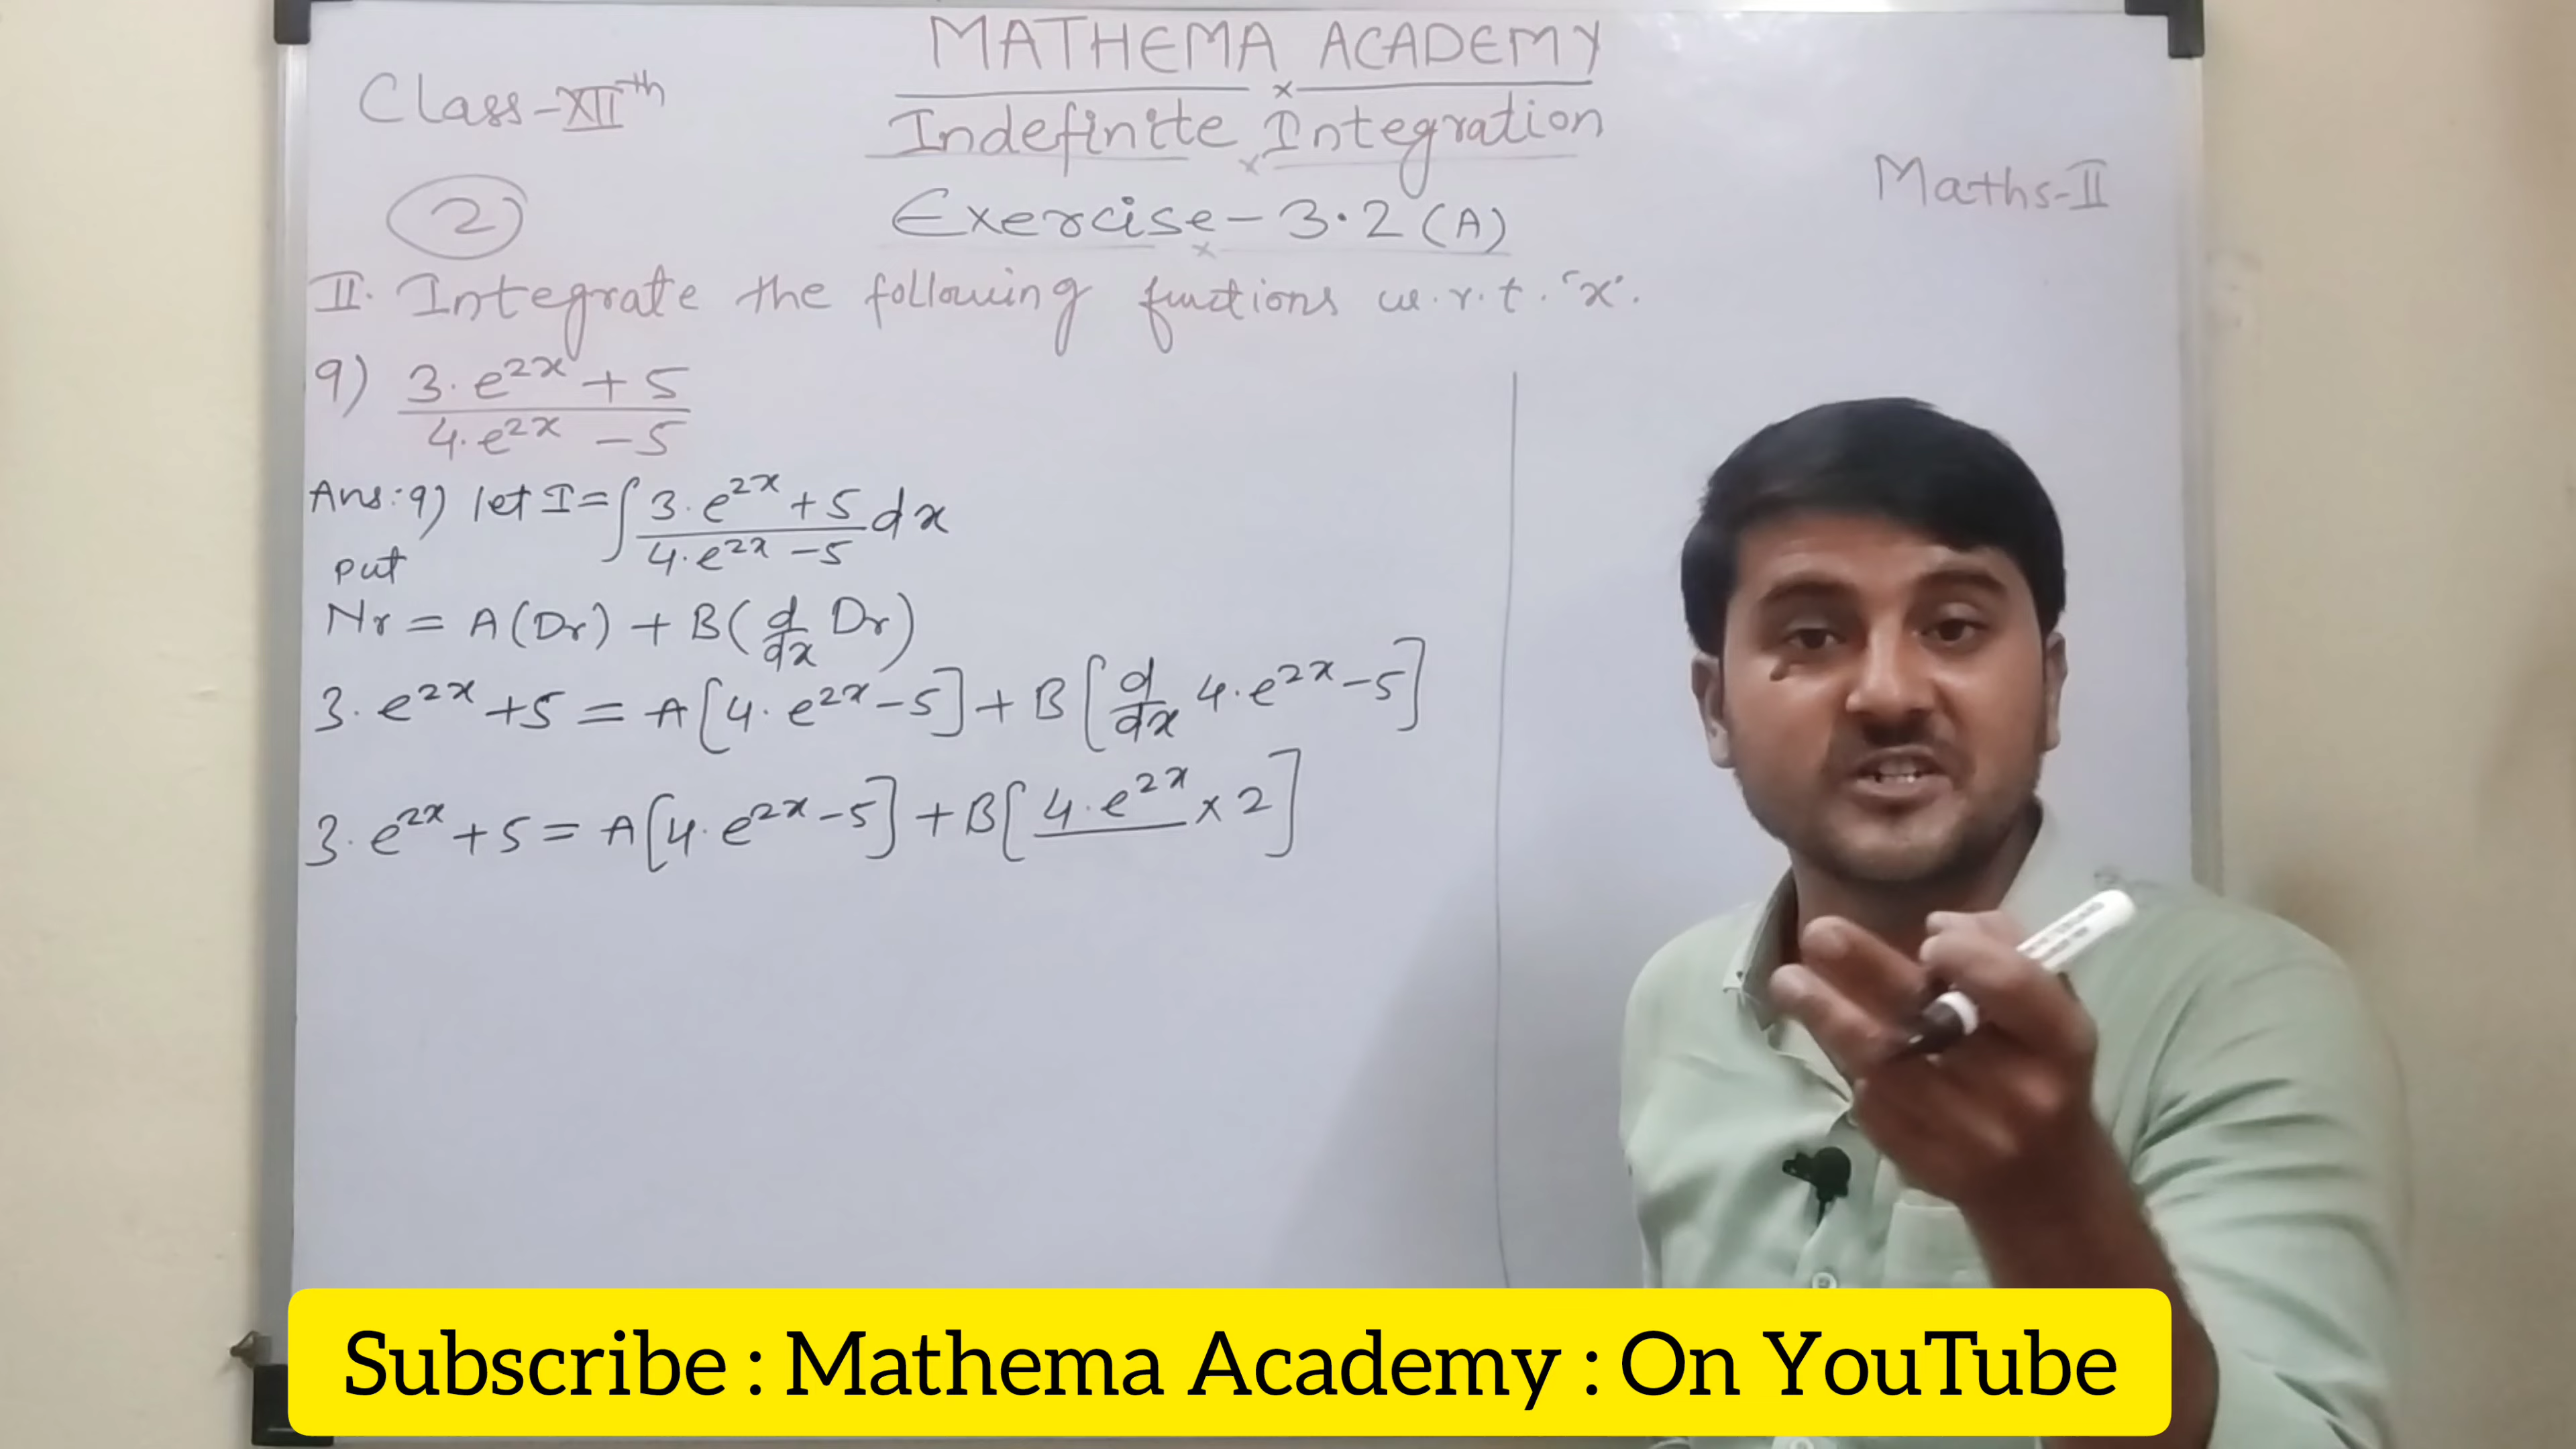 MATHEMA ACADEMY
Class-XIIth
Indefinite Integration
Maths-II
2
Exercise-3.2(A)
II. Integrate the following functions w.r.t. 'x'.
9) 3·e^2x + 5
4·e^2x - 5
Ans:9) let I = ∫ 3·e^2x + 5 / 4·e^2x - 5 dx
put
Nr = A(Dr) + B(d/dx Dr)
3·e^2x + 5 = A[4·e^2x - 5] + B[d/dx 4·e^2x - 5]
3·e^2x + 5 = A[4·e^2x - 5] + B[4·e^2x × 2]
Subscribe : Mathema Academy : On YouTube